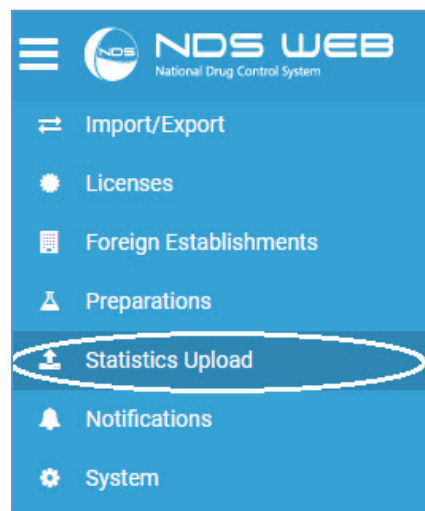 NDS
NDS WEB
National Drug Control System
Import/Export
Licenses
Foreign Establishments
Preparations
Statistics Upload
Notifications
System